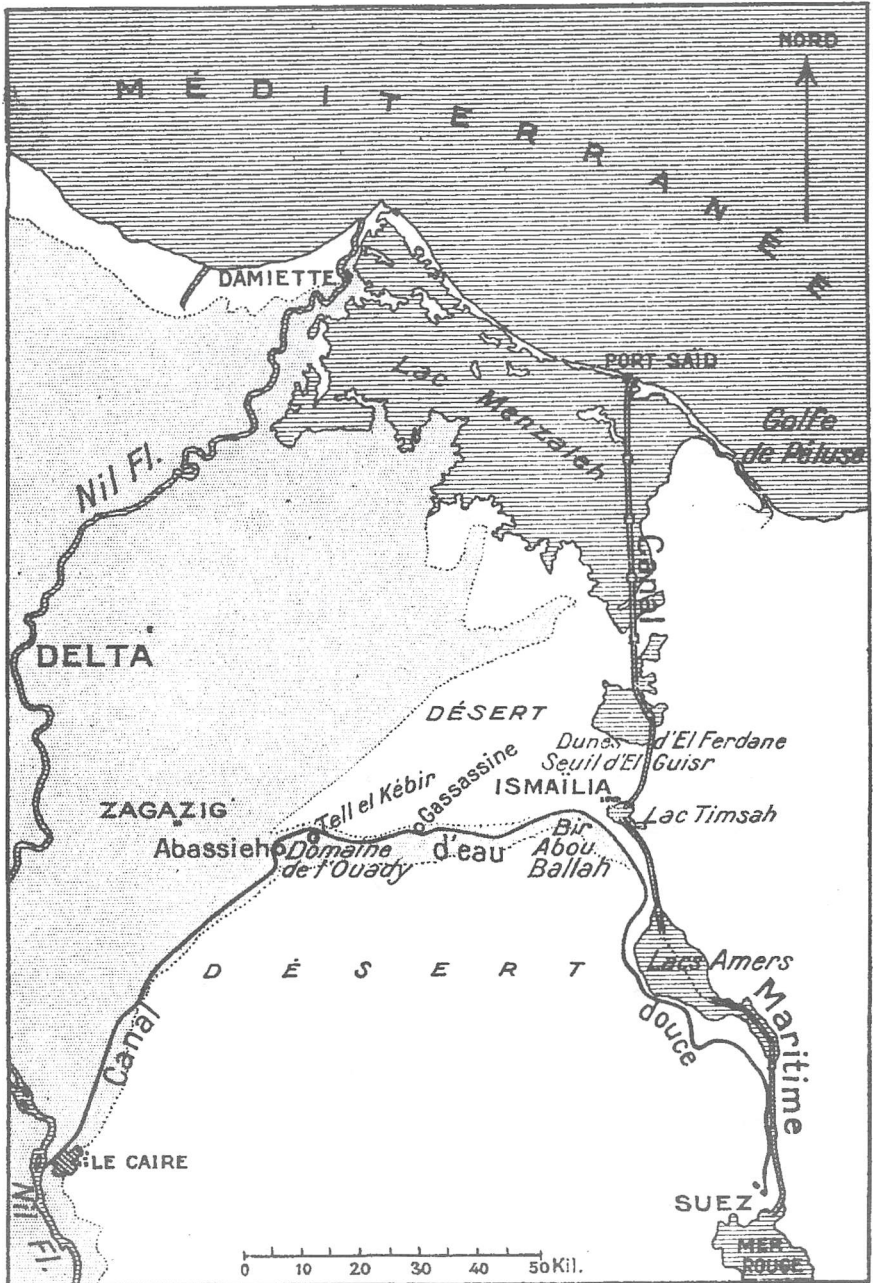 NORD
MÉDITERRANÉE
DAMIETTE
Lac
Menzaleh
PORT-SAÏD
Golfe
de Péluse
Nil Fl.
Canal
DELTA
DÉSERT
Dunes d'El Ferdane
Seuil d'El Guisr
ISMAÏLIA
Lac Timsah
ZAGAZIG
Tell el Kébir
Gassassine
Abassieh
Domaine
de l'Ouady
d'eau
Bir
Abou
Ballah
DÉSERT
Lacs Amers
Canal
douce
Maritime
LE CAIRE
Nil Fl.
SUEZ
MER
ROUGE
0 10 20 30 40 50 Kil.